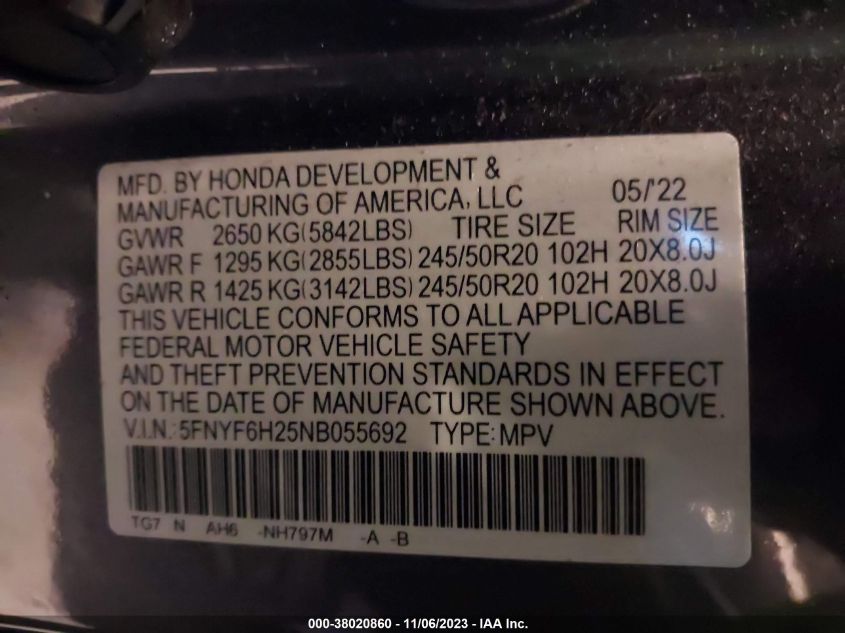 MFD. BY HONDA DEVELOPMENT &
MANUFACTURING OF AMERICA, LLC 05/'22
GVWR 2650 KG(5842LBS) TIRE SIZE RIM SIZE
GAWR F 1295 KG(2855LBS) 245/50R20 102H 20X8.0J
GAWR R 1425 KG(3142LBS) 245/50R20 102H 20X8.0J
THIS VEHICLE CONFORMS TO ALL APPLICABLE
FEDERAL MOTOR VEHICLE SAFETY
AND THEFT PREVENTION STANDARDS IN EFFECT
ON THE DATE OF MANUFACTURE SHOWN ABOVE.
V.I.N.: 5FNYF6H25NB055692 TYPE: MPV
TG7 N AH6 -NH797M -A -B
000-38020860 - 11/06/2023 - IAA Inc.